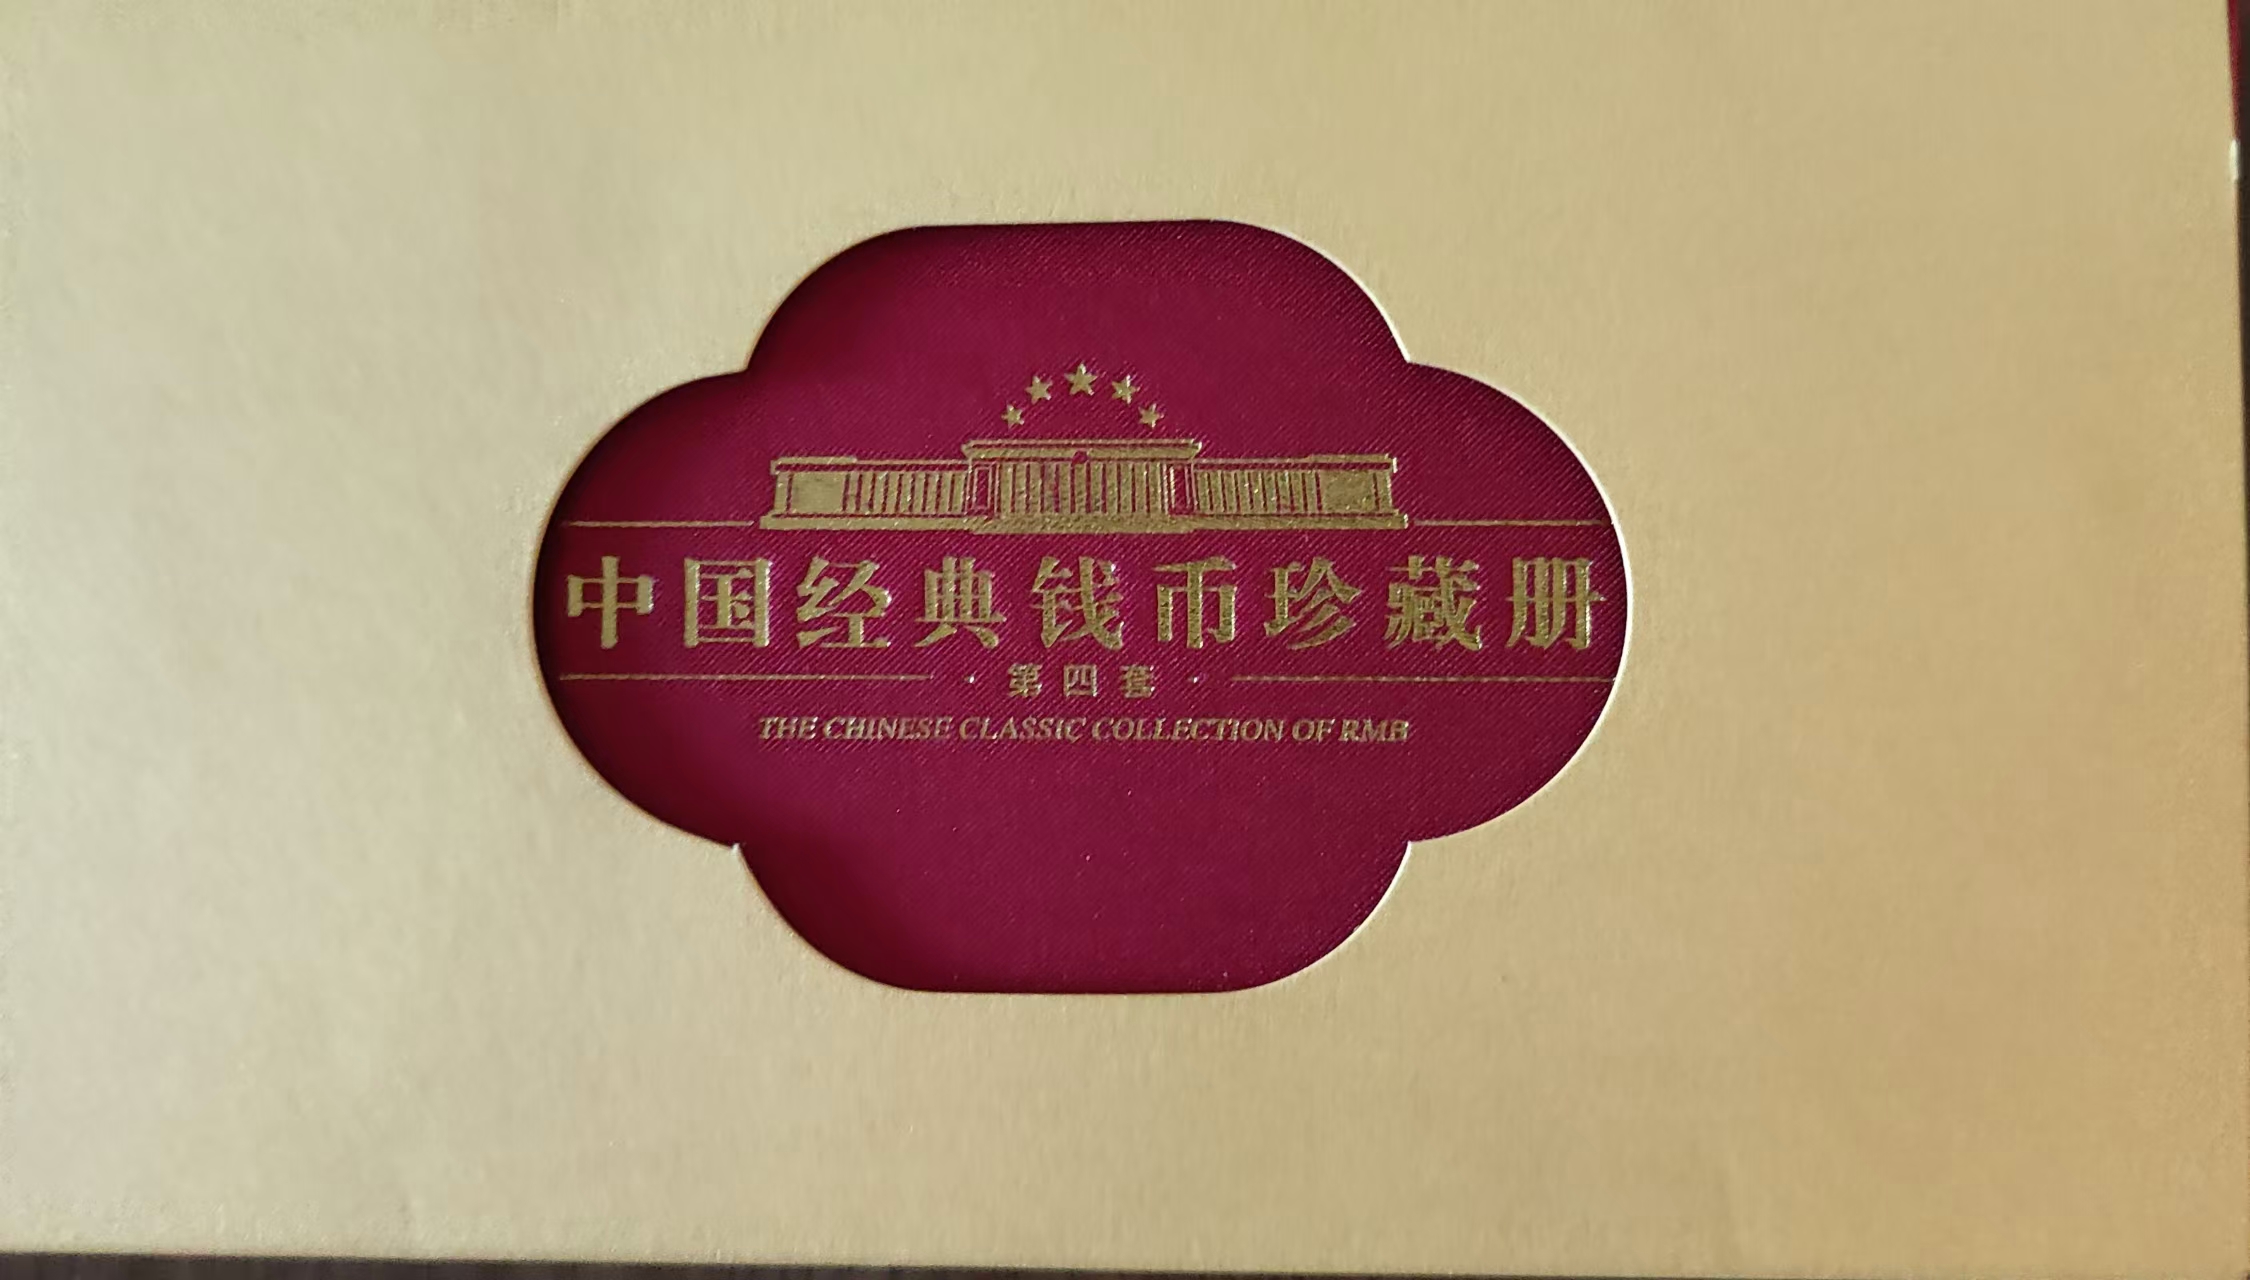 中国经典钱币珍藏册
·第四套·
THE CHINESE CLASSIC COLLECTION OF RMB